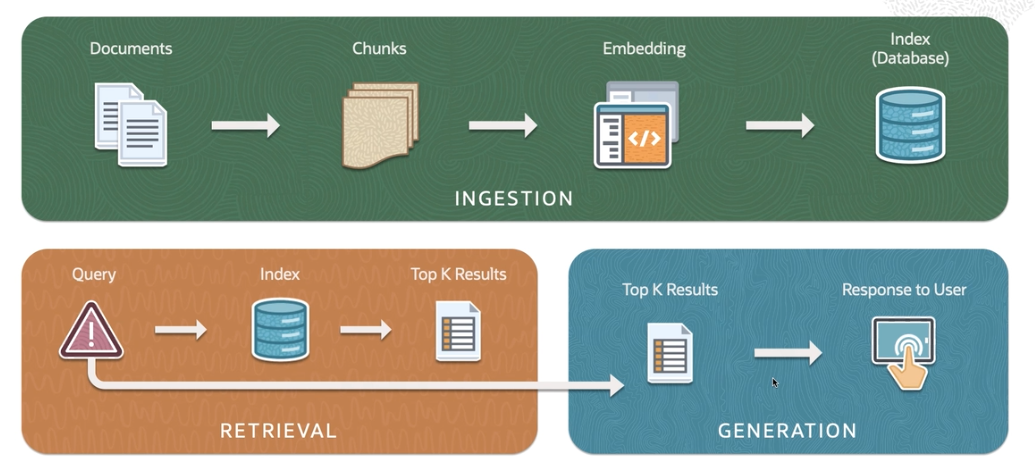 Documents
Chunks
Embedding
Index
(Database)
</>
INGESTION
Query
Index
Top K Results
!
RETRIEVAL
Top K Results
Response to User
GENERATION